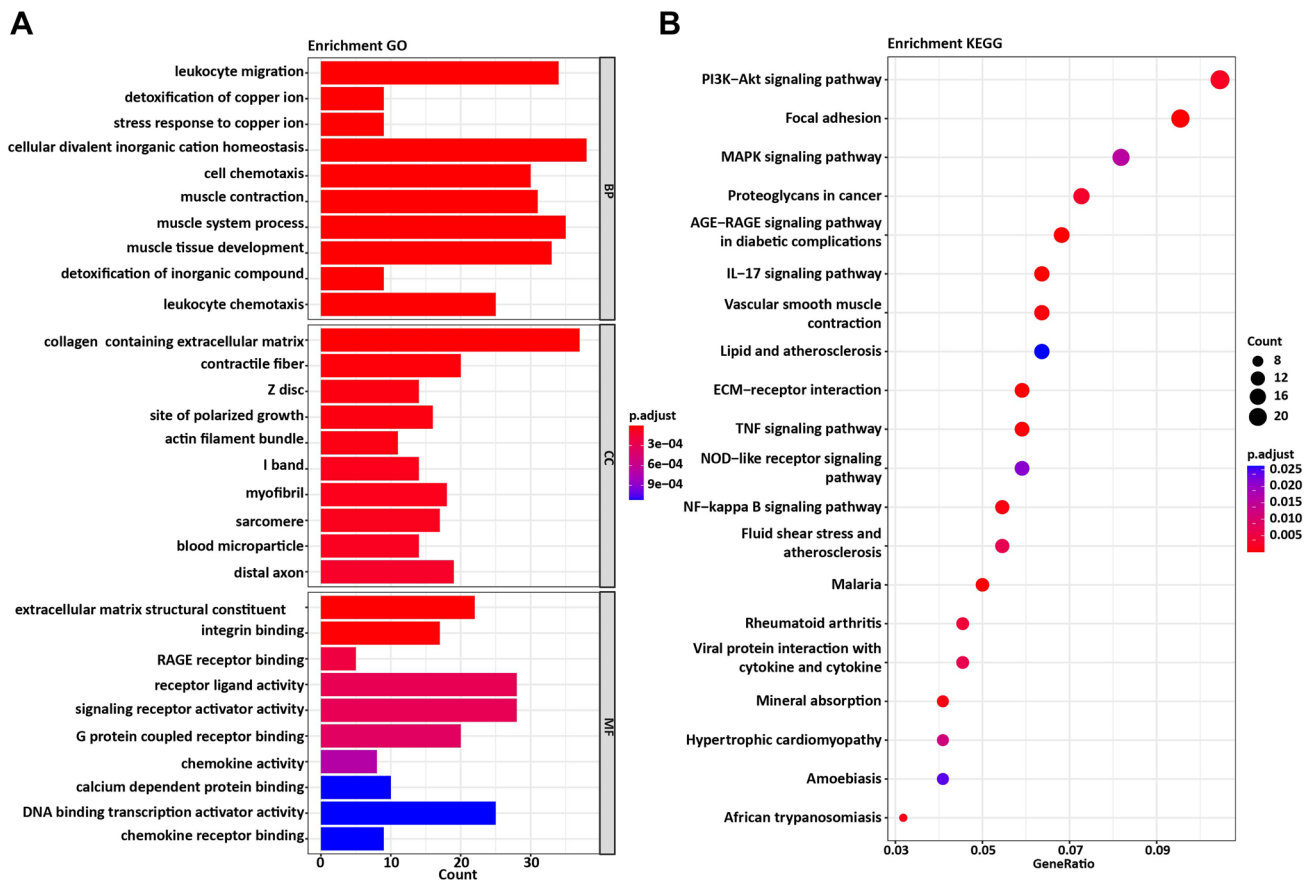 A
Enrichment GO
leukocyte migration
detoxification of copper ion
stress response to copper ion
cellular divalent inorganic cation homeostasis
cell chemotaxis
muscle contraction
muscle system process
muscle tissue development
detoxification of inorganic compound
leukocyte chemotaxis
BP
collagen containing extracellular matrix
contractile fiber
Z disc
site of polarized growth
actin filament bundle
I band
myofibril
sarcomere
blood microparticle
distal axon
CC
extracellular matrix structural constituent
integrin binding
RAGE receptor binding
receptor ligand activity
signaling receptor activator activity
G protein coupled receptor binding
chemokine activity
calcium dependent protein binding
DNA binding transcription activator activity
chemokine receptor binding
MF
0 10 20 30
Count
p.adjust
3e−04
6e−04
9e−04
B
Enrichment KEGG
PI3K−Akt signaling pathway
Focal adhesion
MAPK signaling pathway
Proteoglycans in cancer
AGE−RAGE signaling pathway
in diabetic complications
IL−17 signaling pathway
Vascular smooth muscle
contraction
Lipid and atherosclerosis
ECM−receptor interaction
TNF signaling pathway
NOD−like receptor signaling
pathway
NF−kappa B signaling pathway
Fluid shear stress and
atherosclerosis
Malaria
Rheumatoid arthritis
Viral protein interaction with
cytokine and cytokine
Mineral absorption
Hypertrophic cardiomyopathy
Amoebiasis
African trypanosomiasis
0.03 0.05 0.07 0.09
GeneRatio
Count
8
12
16
20
p.adjust
0.025
0.020
0.015
0.010
0.005